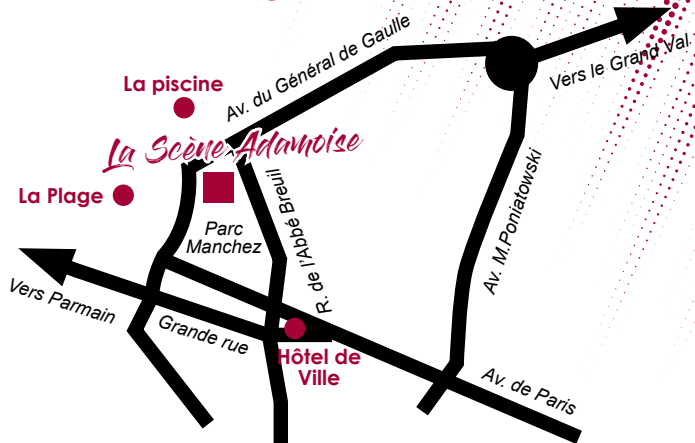 Av. du Général de Gaulle
Vers le Grand Val
La piscine
La Scène Adamoise
La Plage
Parc
Manchez
R. de l'Abbé Breuil
Av. M.Poniatowski
Vers Parmain
Grande rue
Hôtel de
Ville
Av. de Paris